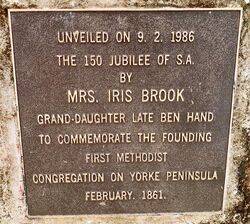 UNVEILED ON 9. 2. 1986
THE 150 JUBILEE OF S.A.
BY
MRS. IRIS BROOK
GRAND-DAUGHTER LATE BEN HAND
TO COMMEMORATE THE FOUNDING
FIRST METHODIST
CONGREGATION ON YORKE PENINSULA
FEBRUARY. 1861.